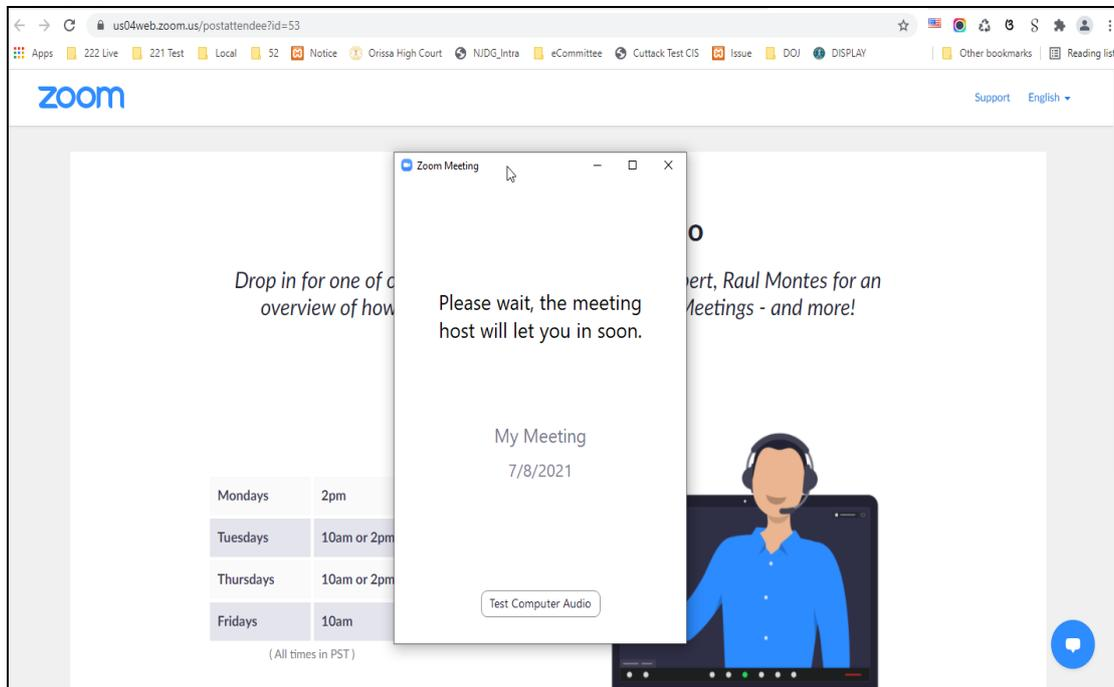 us04web.zoom.us/postattendee?id=53
Apps 222 Live 221 Test Local 52 Notice Orissa High Court NJDG_Intra eCommittee Cuttack Test CIS Issue DOJ DISPLAY Other bookmarks Reading list
zoom Support English
Zoom Meeting
Drop in for one of
overview of how
pert, Raul Montes for an
Meetings - and more!
Please wait, the meeting
host will let you in soon.
My Meeting
7/8/2021
Mondays 2pm
Tuesdays 10am or 2pm
Thursdays 10am or 2pm
Fridays 10am
( All times in PST )
Test Computer Audio